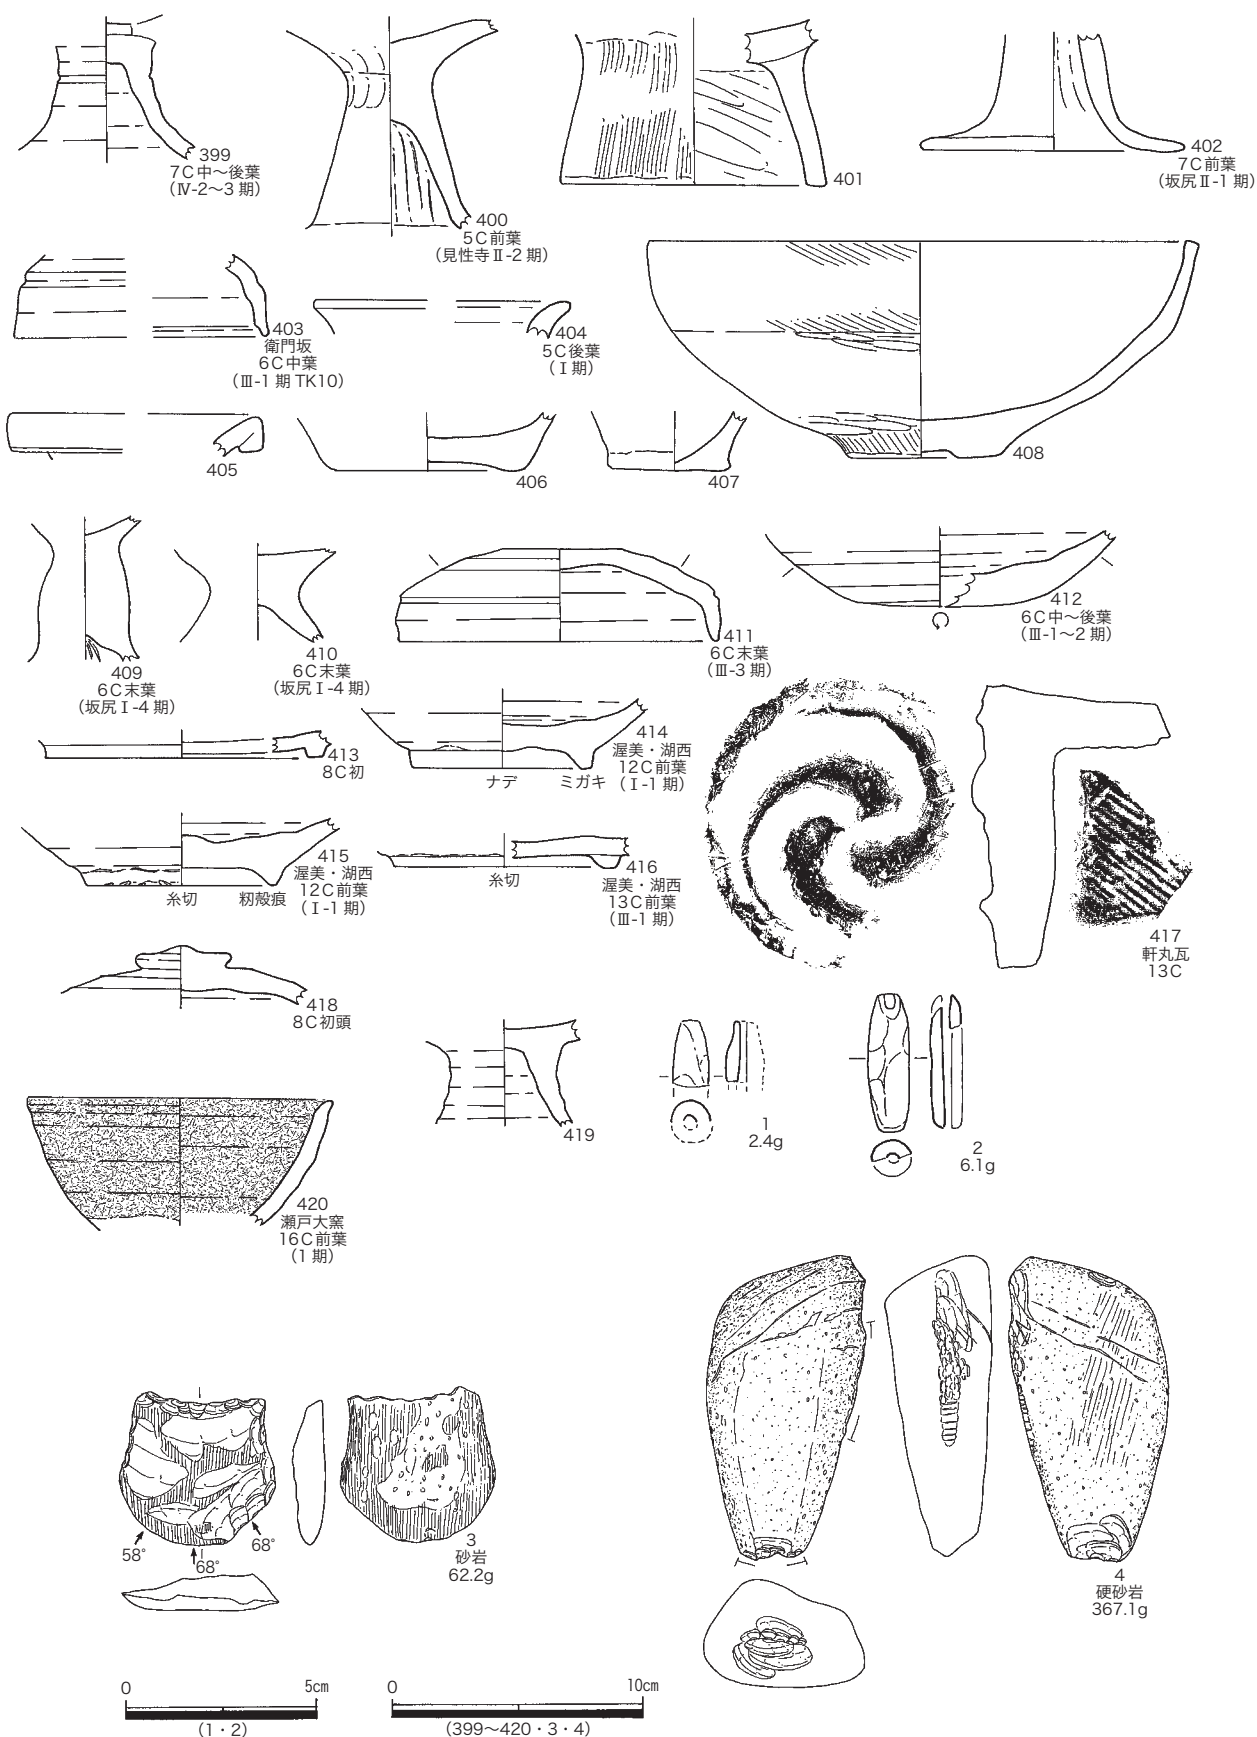 399
7C中～後葉
（Ⅳ-2～3期）
400
5C前葉
（見性寺Ⅱ-2期）
401
402
7C前葉
（坂尻Ⅱ-1期）
403
衛門坂
6C中葉
（Ⅲ-1期 TK10）
404
5C後葉
（Ⅰ期）
405
406
407
408
409
6C末葉
（坂尻Ⅰ-4期）
410
6C末葉
（坂尻Ⅰ-4期）
411
6C末葉
（Ⅲ-3期）
412
6C中～後葉
（Ⅲ-1～2期）
413
8C初
414
渥美・湖西
12C前葉
（Ⅰ-1期）
ナデ
ミガキ
415
渥美・湖西
12C前葉
（Ⅰ-1期）
糸切
籾殻痕
416
渥美・湖西
13C前葉
（Ⅲ-1期）
糸切
417
軒丸瓦
13C
418
8C初頭
419
1
2.4g
2
6.1g
420
瀬戸大窯
16C前葉
（1期）
58°
68°
68°
3
砂岩
62.2g
4
硬砂岩
367.1g
0 5cm
（1・2）
0 10cm
（399～420・3・4）